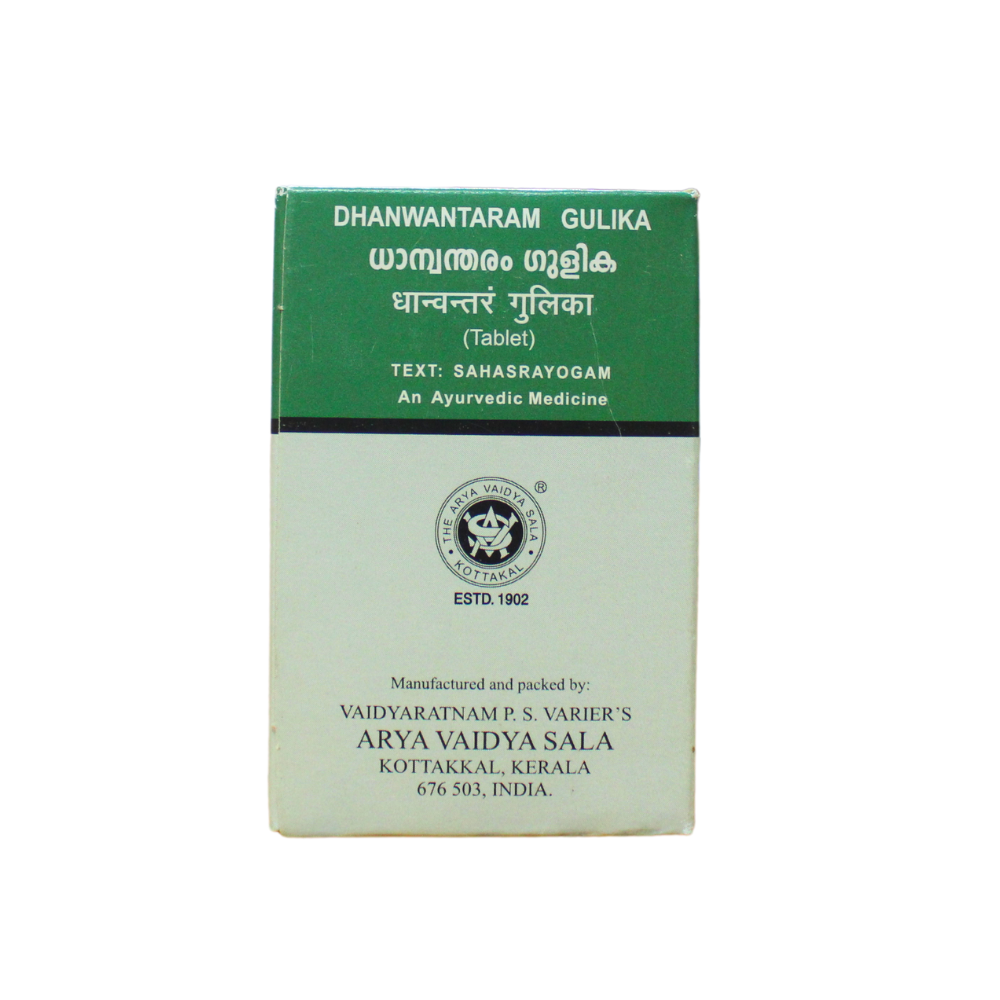 DHANWANTARAM GULIKA
ധാന്വന്തരം ഗുളിക
धान्वन्तरं गुलिका
(Tablet)
TEXT: SAHASRAYOGAM
An Ayurvedic Medicine
®
THE ARYA VAIDYA SALA
• KOTTAKAL •
ESTD. 1902
Manufactured and packed by:
VAIDYARATNAM P. S. VARIER`S
ARYA VAIDYA SALA
KOTTAKKAL, KERALA
676 503, INDIA.